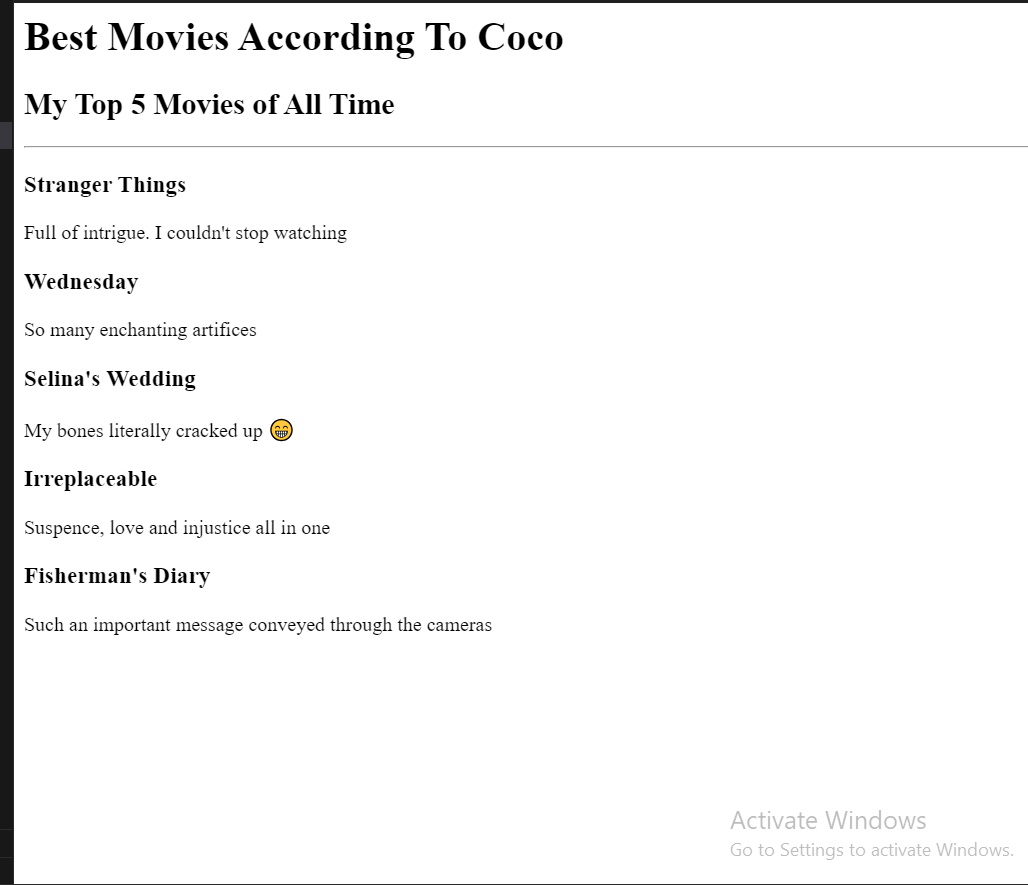 Best Movies According To Coco
My Top 5 Movies of All Time
Stranger Things
Full of intrigue. I couldn't stop watching
Wednesday
So many enchanting artifices
Selina's Wedding
My bones literally cracked up 😁
Irreplaceable
Suspence, love and injustice all in one
Fisherman's Diary
Such an important message conveyed through the cameras
Activate Windows
Go to Settings to activate Windows.